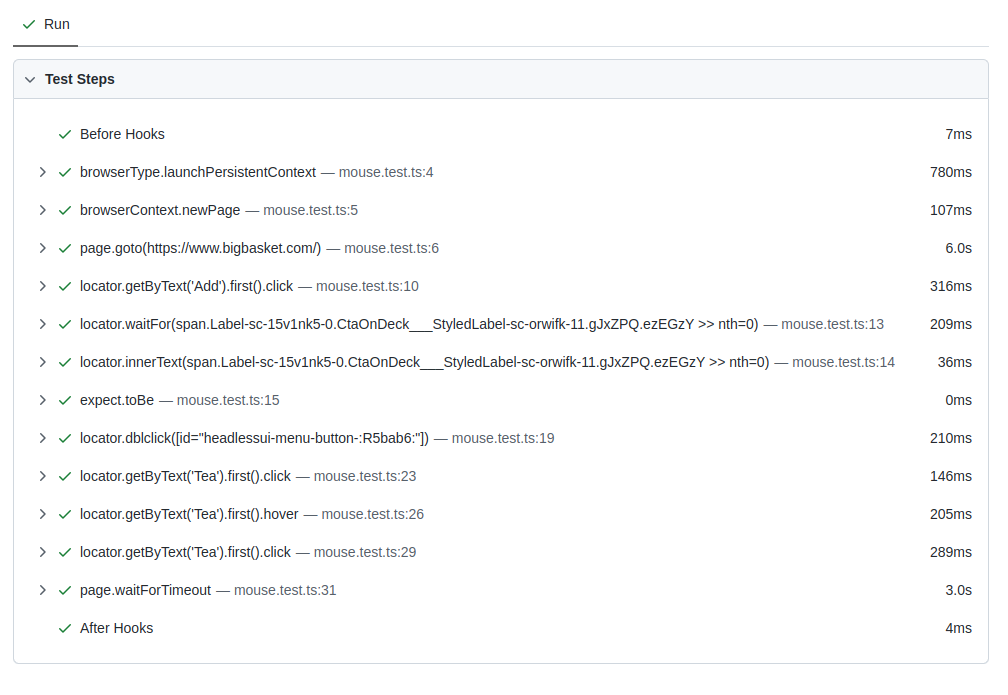 Run
Test Steps
Before Hooks 7ms
browserType.launchPersistentContext — mouse.test.ts:4 780ms
browserContext.newPage — mouse.test.ts:5 107ms
page.goto(https://www.bigbasket.com/) — mouse.test.ts:6 6.0s
locator.getByText('Add').first().click — mouse.test.ts:10 316ms
locator.waitFor(span.Label-sc-15v1nk5-0.CtaOnDeck___StyledLabel-sc-orwifk-11.gJxZPQ.ezEGzY >> nth=0) — mouse.test.ts:13 209ms
locator.innerText(span.Label-sc-15v1nk5-0.CtaOnDeck___StyledLabel-sc-orwifk-11.gJxZPQ.ezEGzY >> nth=0) — mouse.test.ts:14 36ms
expect.toBe — mouse.test.ts:15 0ms
locator.dblclick([id="headlessui-menu-button-:R5bab6:"]) — mouse.test.ts:19 210ms
locator.getByText('Tea').first().click — mouse.test.ts:23 146ms
locator.getByText('Tea').first().hover — mouse.test.ts:26 205ms
locator.getByText('Tea').first().click — mouse.test.ts:29 289ms
page.waitForTimeout — mouse.test.ts:31 3.0s
After Hooks 4ms